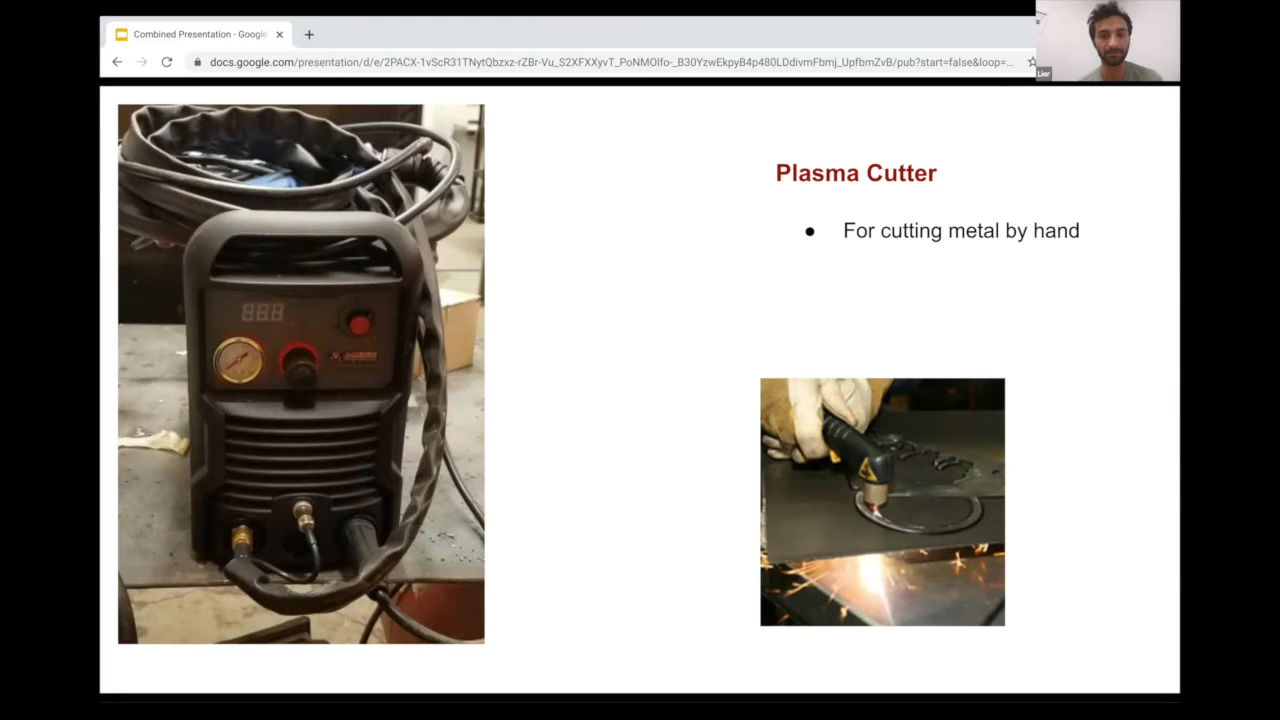 Combined Presentation - Google
docs.google.com/presentation/d/e/2PACX-1vScR31TNytQbzxz-rZBr-Vu_S2XFXXyvT_PoNMOlfo-_B30YzwEkpyB4p480LDdivmFbmj_UpfbmZvB/pub?start=false&loop=...
Lior
Plasma Cutter
● For cutting metal by hand
888